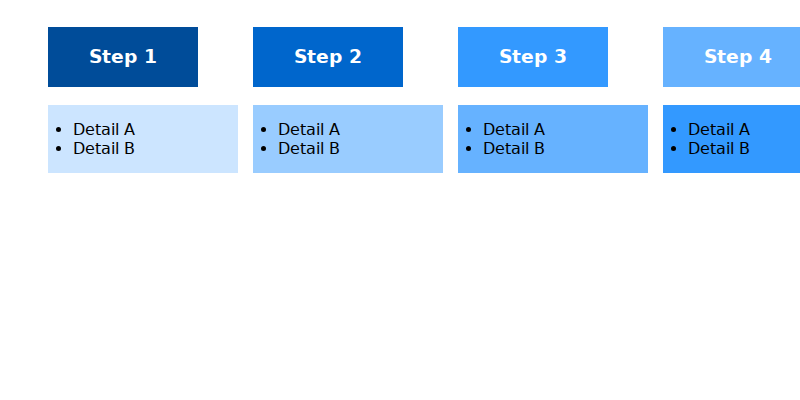 Step 1
Step 2
Step 3
Step 4
• Detail A
• Detail B
• Detail A
• Detail B
• Detail A
• Detail B
• Detail A
• Detail B